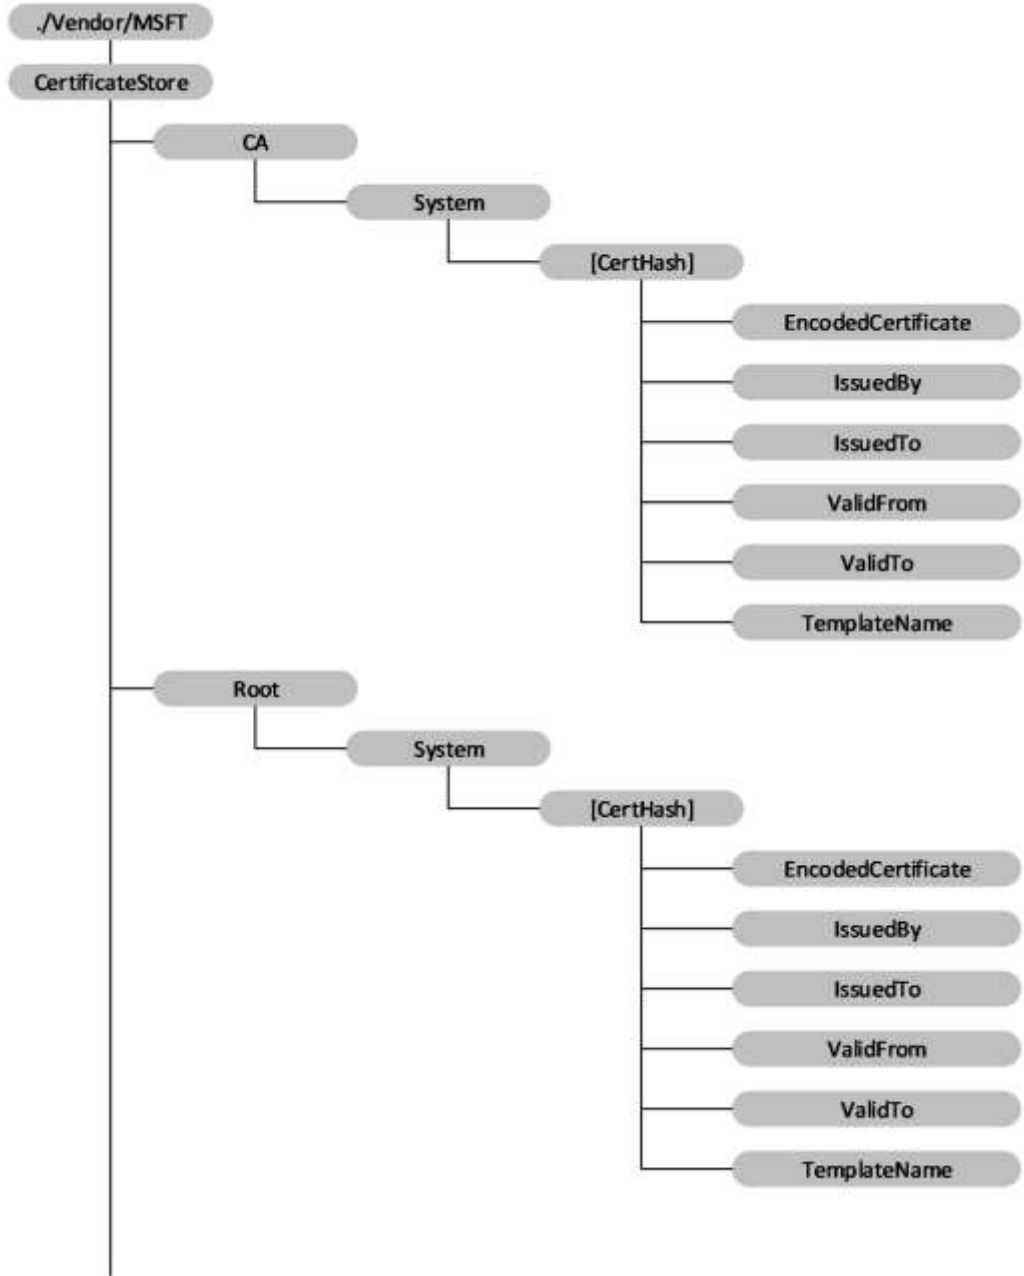 ./Vendor/MSFT
CertificateStore
CA
System
[CertHash]
EncodedCertificate
IssuedBy
IssuedTo
ValidFrom
ValidTo
TemplateName
Root
System
[CertHash]
EncodedCertificate
IssuedBy
IssuedTo
ValidFrom
ValidTo
TemplateName